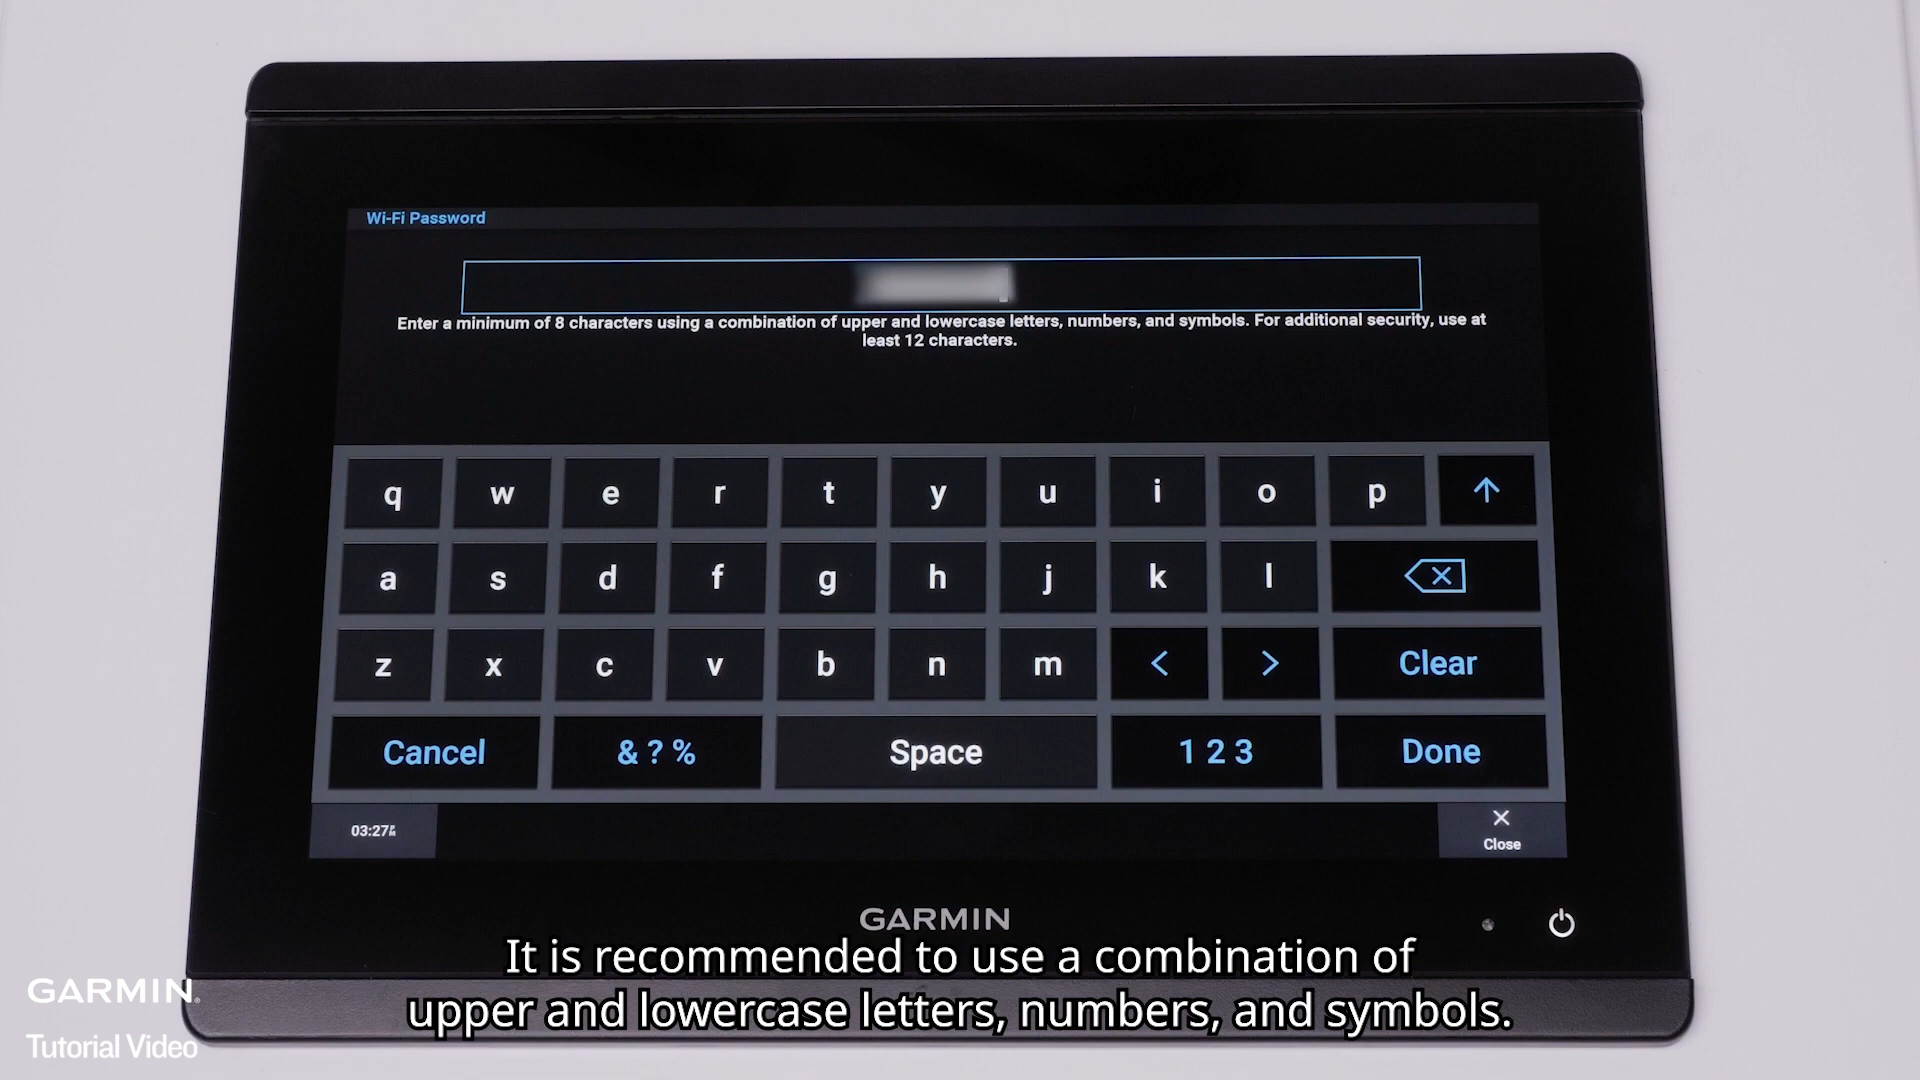 Wi-Fi Password
Enter a minimum of 8 characters using a combination of upper and lowercase letters, numbers, and symbols. For additional security, use at
least 12 characters.
q w e r t y u i o p
a s d f g h j k l
z x c v b n m < > Clear
Cancel & ? % Space 1 2 3 Done
03:27PM
Close
GARMIN
It is recommended to use a combination of
upper and lowercase letters, numbers, and symbols.
GARMIN®
Tutorial Video